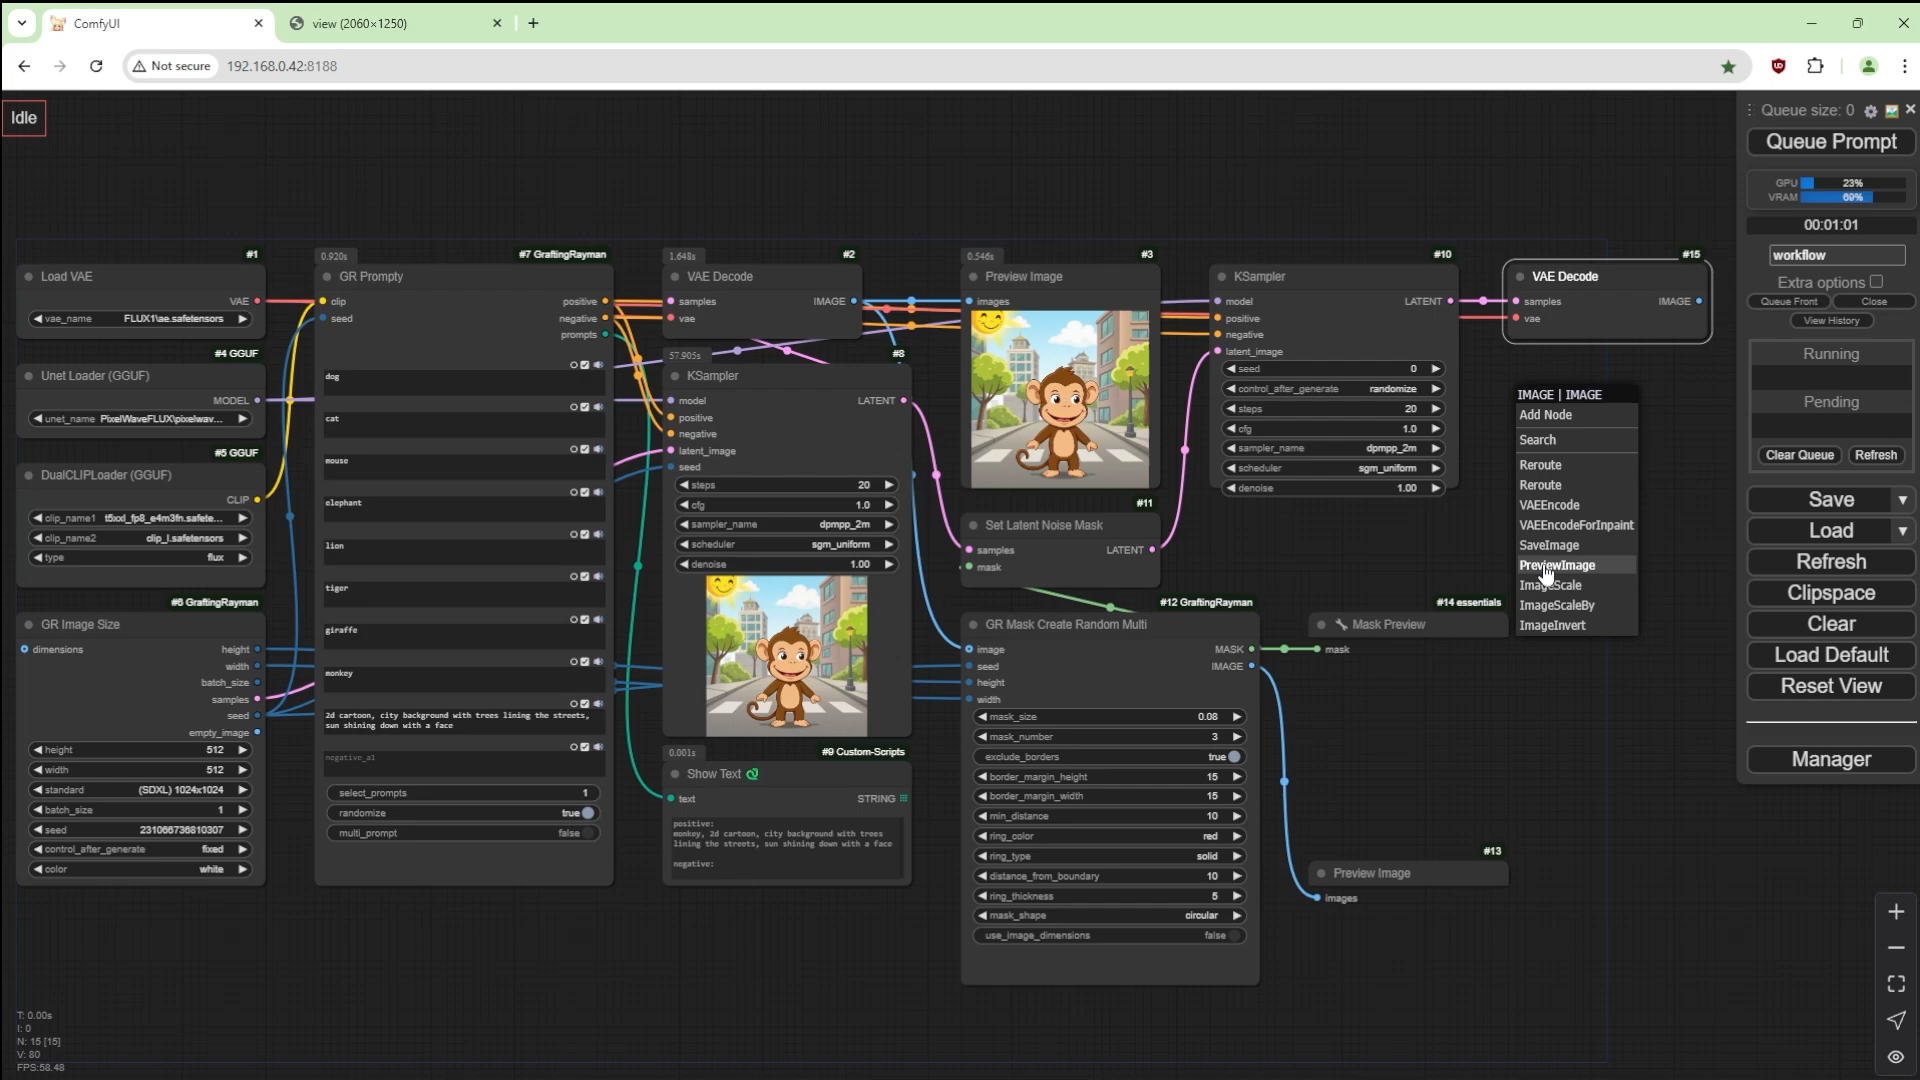 ComfyUI
view (2060×1250)
Not secure
192.168.0.42:8188
Idle
Queue size: 0
Queue Prompt
GPU 23%
VRAM 69%
00:01:01
workflow
Extra options
Queue Front
Close
View History
Running
Pending
Clear Queue
Refresh
Save
Load
Refresh
Clipspace
Clear
Load Default
Reset View
Manager
#1
Load VAE
VAE
vae_name FLUX1\ae.safetensors
#4 GGUF
Unet Loader (GGUF)
MODEL
unet_name PixelWaveFLUX\pixelwav...
#5 GGUF
DualCLIPLoader (GGUF)
CLIP
clip_name1 t5xxl_fp8_e4m3fn.safete...
clip_name2 clip_l.safetensors
type flux
#6 GraftingRayman
GR Image Size
dimensions
height
width
batch_size
samples
seed
empty_image
height 512
width 512
standard (SDXL) 1024x1024
batch_size 1
seed 231066736810307
control_after_generate fixed
color white
0.920s
#7 GraftingRayman
GR Prompty
clip
seed
positive
negative
prompts
dog
cat
mouse
elephant
lion
tiger
giraffe
monkey
2d cartoon, city background with trees lining the streets,
sun shining down with a face
negative_a1
select_prompts 1
randomize true
multi_prompt false
1.648s
#2
VAE Decode
samples
vae
IMAGE
57.905s
#8
KSampler
model
positive
negative
latent_image
seed
LATENT
steps 20
cfg 1.0
sampler_name dpmpp_2m
scheduler sgm_uniform
denoise 1.00
0.001s
#9 Custom-Scripts
Show Text
text
STRING
positive:
monkey, 2d cartoon, city background with trees
lining the streets, sun shining down with a face
negative:
0.546s
#3
Preview Image
images
#11
Set Latent Noise Mask
samples
mask
LATENT
#12 GraftingRayman
GR Mask Create Random Multi
image
seed
height
width
MASK
IMAGE
mask_size 0.08
mask_number 3
exclude_borders true
border_margin_height 15
border_margin_width 15
min_distance 10
ring_color red
ring_type solid
distance_from_boundary 10
ring_thickness 5
mask_shape circular
use_image_dimensions false
#10
KSampler
model
positive
negative
latent_image
LATENT
seed 0
control_after_generate randomize
steps 20
cfg 1.0
sampler_name dpmpp_2m
scheduler sgm_uniform
denoise 1.00
#14 essentials
Mask Preview
mask
#13
Preview Image
images
#15
VAE Decode
samples
vae
IMAGE
IMAGE | IMAGE
Add Node
Search
Reroute
Reroute
VAEEncode
VAEEncodeForInpaint
SaveImage
PreviewImage
ImageScale
ImageScaleBy
ImageInvert
T: 0.00s
I: 0
N: 15 [15]
V: 80
FPS:58.48